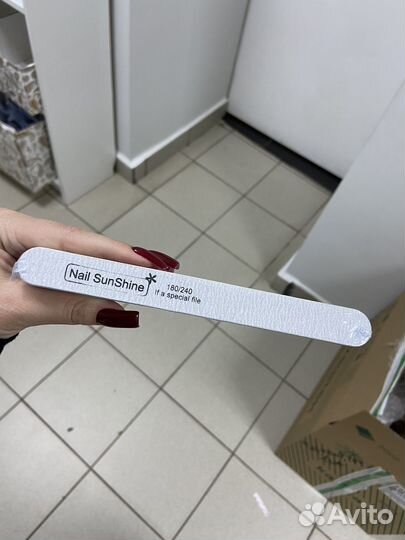 Nail SunShine
180/240
If a special file
Avito